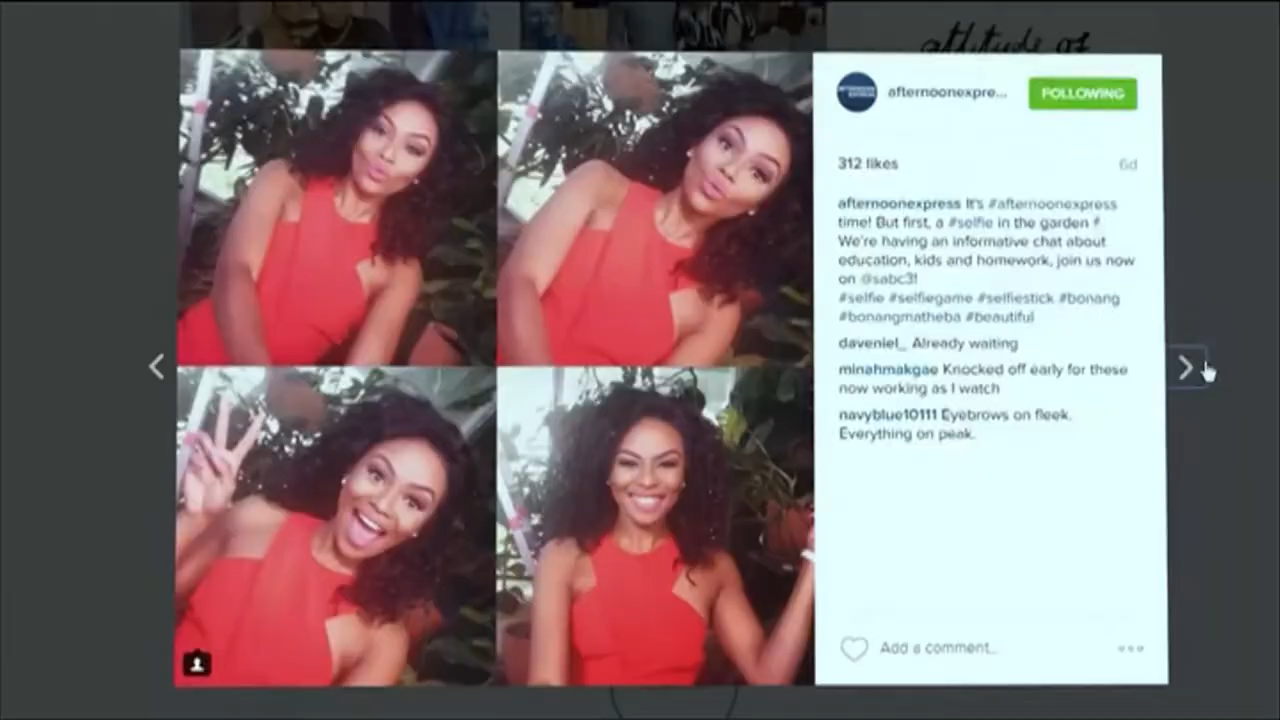 attitude of
afternoonexpre...
FOLLOWING
312 likes
6d
afternoonexpress It's #afternoonexpress
time! But first, a #selfie in the garden
We're having an informative chat about
education, kids and homework, join us now
on @sabc3!
#selfie #selfiegame #selfiestick #bonang
#bonangmatheba #beautiful
daveniel_ Already waiting
minahmakgae Knocked off early for these
now working as I watch
navyblue10111 Eyebrows on fleek.
Everything on peak.
Add a comment...